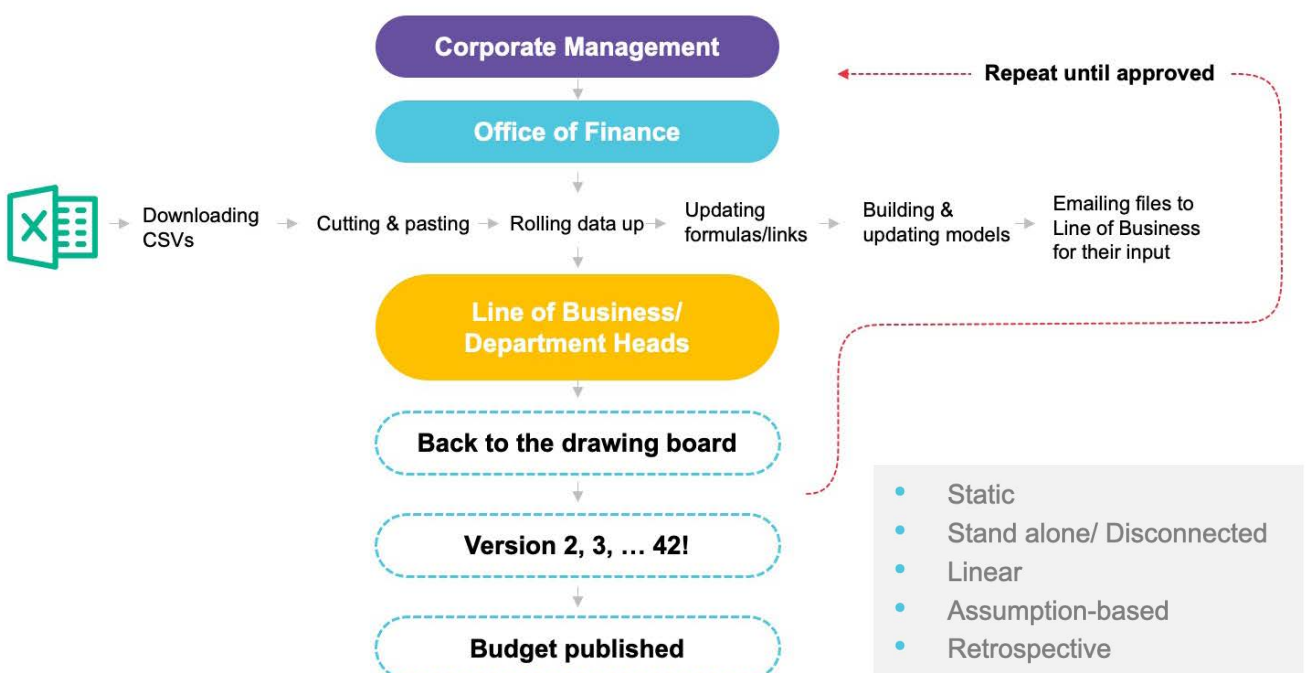 Corporate Management
Repeat until approved
Office of Finance
X
Downloading
CSVs
Cutting & pasting
Rolling data up
Updating
formulas/links
Building &
updating models
Emailing files to
Line of Business
for their input
Line of Business/
Department Heads
Back to the drawing board
Version 2, 3, … 42!
Budget published
• Static
• Stand alone/ Disconnected
• Linear
• Assumption-based
• Retrospective